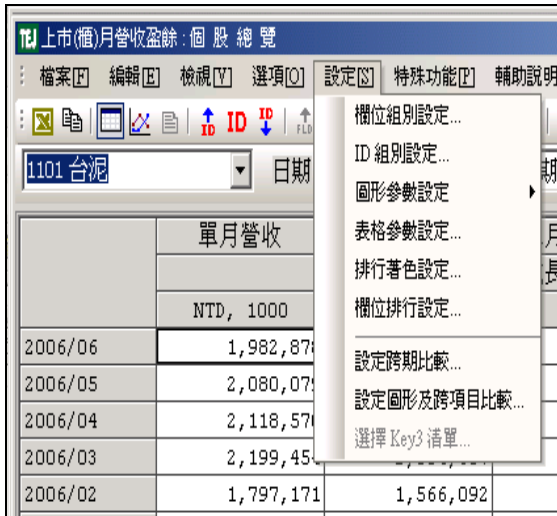 TEJ 上市(櫃)月營收盈餘 : 個 股 總 覽
檔案[F] 編輯[E] 檢視[V] 選項[O] 設定[S] 特殊功能[P] 輔助說明
ID ID ID FLD
1101 台泥 日期
欄位組別設定...
ID 組別設定...
圖形參數設定
表格參數設定...
排行著色設定...
欄位排行設定...
設定跨期比較...
設定圖形及跨項目比較...
選擇 Key3 清單...
單月營收
NTD, 1000
2006/06 1,982,878
2006/05 2,080,079
2006/04 2,118,570
2006/03
2006/02 1,797,171 1,566,092